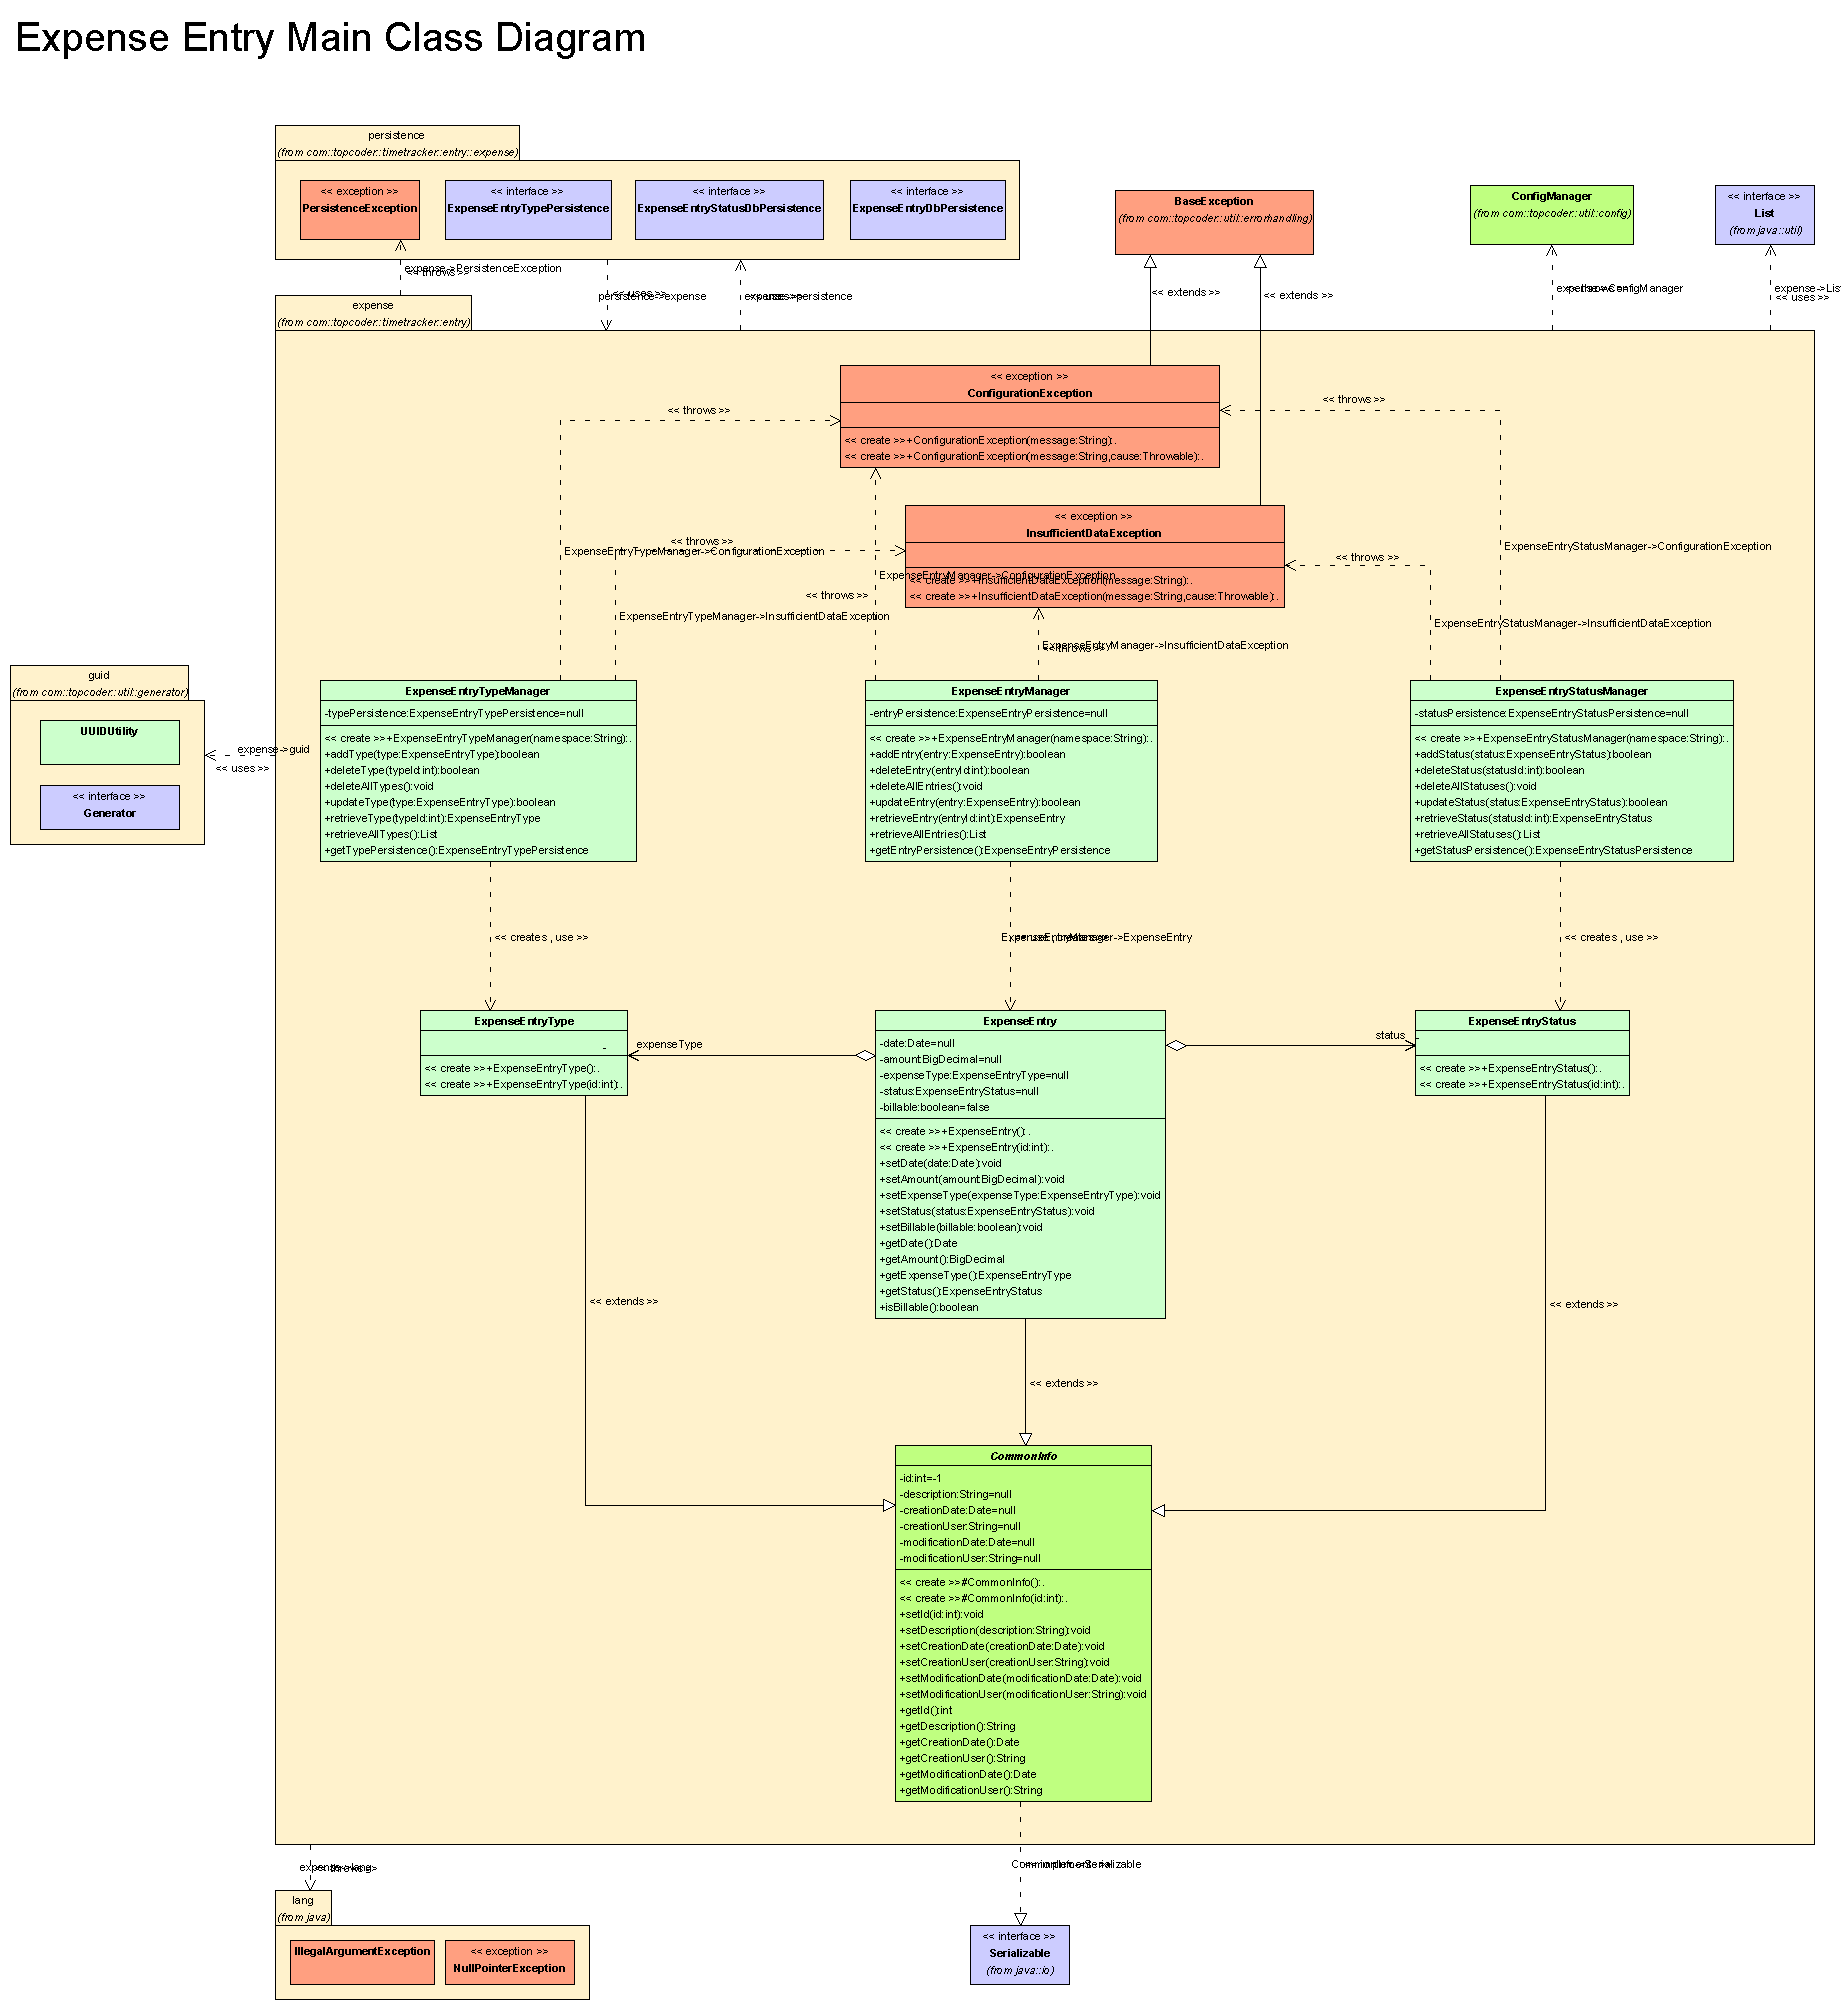 Expense Entry Main Class Diagram
persistence
(from com::topcoder::timetracker::entry::expense)
<< exception >>
PersistenceException
<< interface >>
ExpenseEntryTypePersistence
<< interface >>
ExpenseEntryStatusDbPersistence
<< interface >>
ExpenseEntryDbPersistence
BaseException
(from com::topcoder::util::errorhandling)
ConfigManager
(from com::topcoder::util::config)
<< interface >>
List
(from java::util)
expense->PersistenceException
<< throws >>
persistence->expense
<< uses >>
expense->persistence
<< uses >>
<< extends >>
<< extends >>
expense->ConfigManager
expense->List
<< uses >>
expense
(from com::topcoder::timetracker::entry)
<< exception >>
ConfigurationException
<< create >>+ConfigurationException(message:String):.
<< create >>+ConfigurationException(message:String,cause:Throwable):.
<< throws >>
<< throws >>
<< exception >>
InsufficientDataException
<< create >>+InsufficientDataException(message:String):.
<< create >>+InsufficientDataException(message:String,cause:Throwable):.
<< throws >>
ExpenseEntryTypeManager->ConfigurationException
<< throws >>
ExpenseEntryStatusManager->ConfigurationException
ExpenseEntryManager->ConfigurationException
<< throws >>
ExpenseEntryTypeManager->InsufficientDataException
ExpenseEntryStatusManager->InsufficientDataException
ExpenseEntryManager->InsufficientDataException
<< throws >>
guid
(from com::topcoder::util::generator)
UUIDUtility
<< interface >>
Generator
expense->guid
<< uses >>
ExpenseEntryTypeManager
-typePersistence:ExpenseEntryTypePersistence=null
<< create >>+ExpenseEntryTypeManager(namespace:String):.
+addType(type:ExpenseEntryType):boolean
+deleteType(typeId:int):boolean
+deleteAllTypes():void
+updateType(type:ExpenseEntryType):boolean
+retrieveType(typeId:int):ExpenseEntryType
+retrieveAllTypes():List
+getTypePersistence():ExpenseEntryTypePersistence
ExpenseEntryManager
-entryPersistence:ExpenseEntryPersistence=null
<< create >>+ExpenseEntryManager(namespace:String):.
+addEntry(entry:ExpenseEntry):boolean
+deleteEntry(entryId:int):boolean
+deleteAllEntries():void
+updateEntry(entry:ExpenseEntry):boolean
+retrieveEntry(entryId:int):ExpenseEntry
+retrieveAllEntries():List
+getEntryPersistence():ExpenseEntryPersistence
ExpenseEntryStatusManager
-statusPersistence:ExpenseEntryStatusPersistence=null
<< create >>+ExpenseEntryStatusManager(namespace:String):.
+addStatus(status:ExpenseEntryStatus):boolean
+deleteStatus(statusId:int):boolean
+deleteAllStatuses():void
+updateStatus(status:ExpenseEntryStatus):boolean
+retrieveStatus(statusId:int):ExpenseEntryStatus
+retrieveAllStatuses():List
+getStatusPersistence():ExpenseEntryStatusPersistence
<< creates , use >>
ExpenseEntryManager->ExpenseEntry
<< creates , use >>
ExpenseEntryType
<< create >>+ExpenseEntryType():.
<< create >>+ExpenseEntryType(id:int):.
expenseType
ExpenseEntry
-date:Date=null
-amount:BigDecimal=null
-expenseType:ExpenseEntryType=null
-status:ExpenseEntryStatus=null
-billable:boolean=false
<< create >>+ExpenseEntry():.
<< create >>+ExpenseEntry(id:int):.
+setDate(date:Date):void
+setAmount(amount:BigDecimal):void
+setExpenseType(expenseType:ExpenseEntryType):void
+setStatus(status:ExpenseEntryStatus):void
+setBillable(billable:boolean):void
+getDate():Date
+getAmount():BigDecimal
+getExpenseType():ExpenseEntryType
+getStatus():ExpenseEntryStatus
+isBillable():boolean
status
ExpenseEntryStatus
<< create >>+ExpenseEntryStatus():.
<< create >>+ExpenseEntryStatus(id:int):.
<< extends >>
<< extends >>
<< extends >>
CommonInfo
-id:int=-1
-description:String=null
-creationDate:Date=null
-creationUser:String=null
-modificationDate:Date=null
-modificationUser:String=null
<< create >>#CommonInfo():.
<< create >>#CommonInfo(id:int):.
+setId(id:int):void
+setDescription(description:String):void
+setCreationDate(creationDate:Date):void
+setCreationUser(creationUser:String):void
+setModificationDate(modificationDate:Date):void
+setModificationUser(modificationUser:String):void
+getId():int
+getDescription():String
+getCreationDate():Date
+getCreationUser():String
+getModificationDate():Date
+getModificationUser():String
expense->lang
<< throws >>
CommonInfo->Serializable
lang
(from java)
IllegalArgumentException
<< exception >>
NullPointerException
<< interface >>
Serializable
(from java::io)